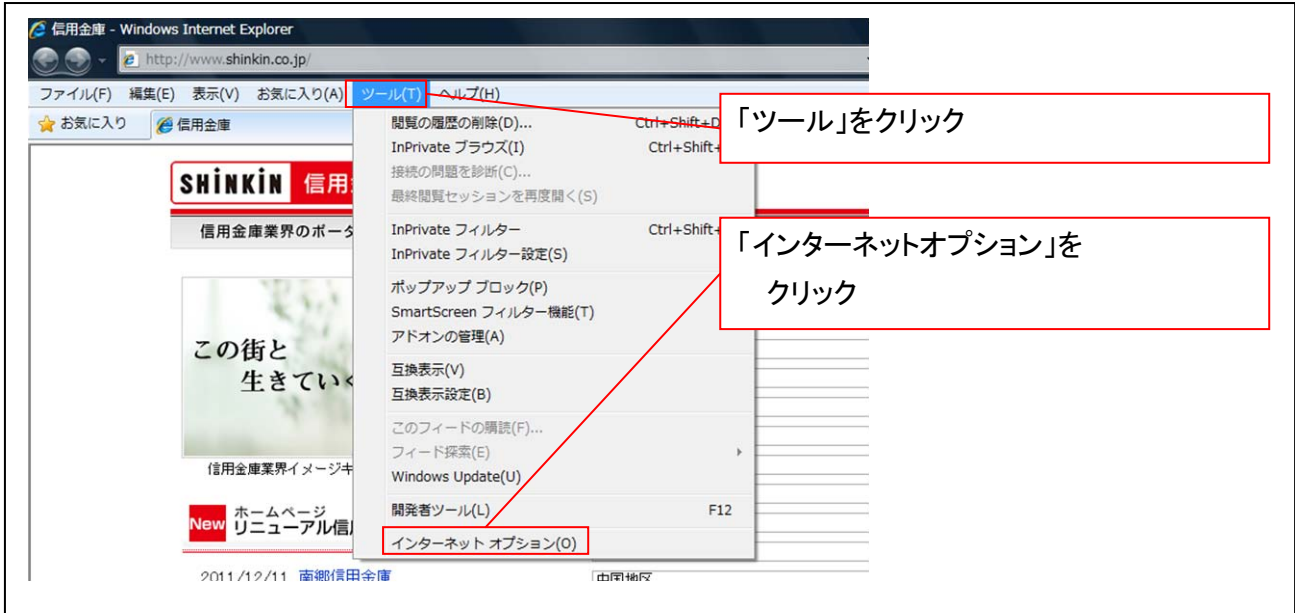 信用金庫 - Windows Internet Explorer
http://www.shinkin.co.jp/
ファイル(F) 編集(E) 表示(V) お気に入り(A) ツール(T) ヘルプ(H)
お気に入り 信用金庫
閲覧の履歴の削除(D)... Ctrl+Shift+D
InPrivate ブラウズ(I) Ctrl+Shift+
接続の問題を診断(C)...
最終閲覧セッションを再度開く(S)
InPrivate フィルター Ctrl+Shift+
InPrivate フィルター設定(S)
ポップアップ ブロック(P)
SmartScreen フィルター機能(T)
アドオンの管理(A)
互換表示(V)
互換表示設定(B)
このフィードの購読(F)...
フィード探索(E)
Windows Update(U)
開発者ツール(L) F12
インターネット オプション(O)
「ツール」をクリック
「インターネットオプション」を
クリック
SHINKIN 信用
信用金庫業界のポータ
この街と
生きてい
信用金庫業界イメージキ
New ホームページ
リニューアル信
2011/12/11 南郷信用金庫
中国地区